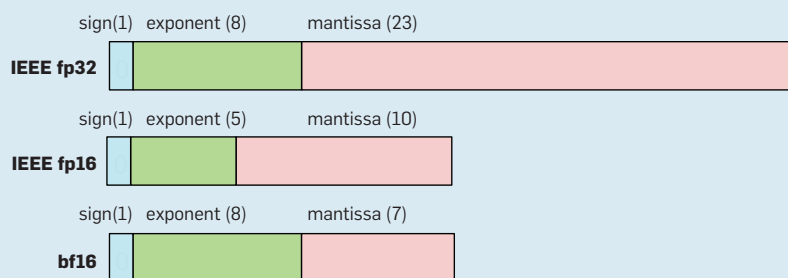 sign(1) exponent (8) mantissa (23)
IEEE fp32
sign(1) exponent (5) mantissa (10)
IEEE fp16
sign(1) exponent (8) mantissa (7)
bf16